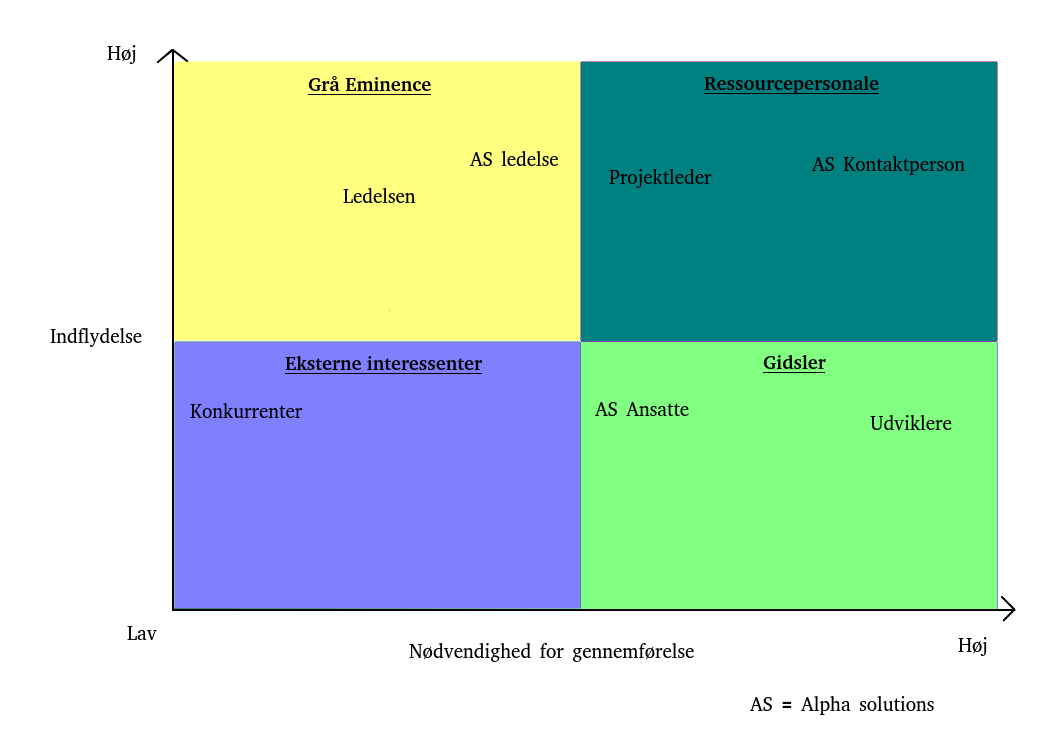 Høj
Grå Eminence
Ressourcepersonale
AS ledelse
Ledelsen
Projektleder
AS Kontaktperson
Indflydelse
Eksterne interessenter
Gidsler
Konkurrenter
AS Ansatte
Udviklere
Lav
Nødvendighed for gennemførelse
Høj
AS = Alpha solutions